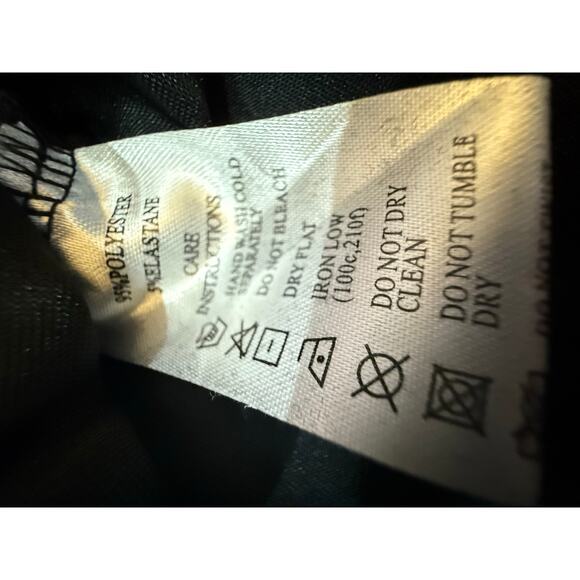 95%POLYESTER
5%ELASTANE
CARE
INSTRUCTIONS
HAND WASH COLD
SEPARATELY
DO NOT BLEACH
DRY FLAT
IRON LOW
(100c,210f)
DO NOT DRY
CLEAN
DO NOT TUMBLE
DRY